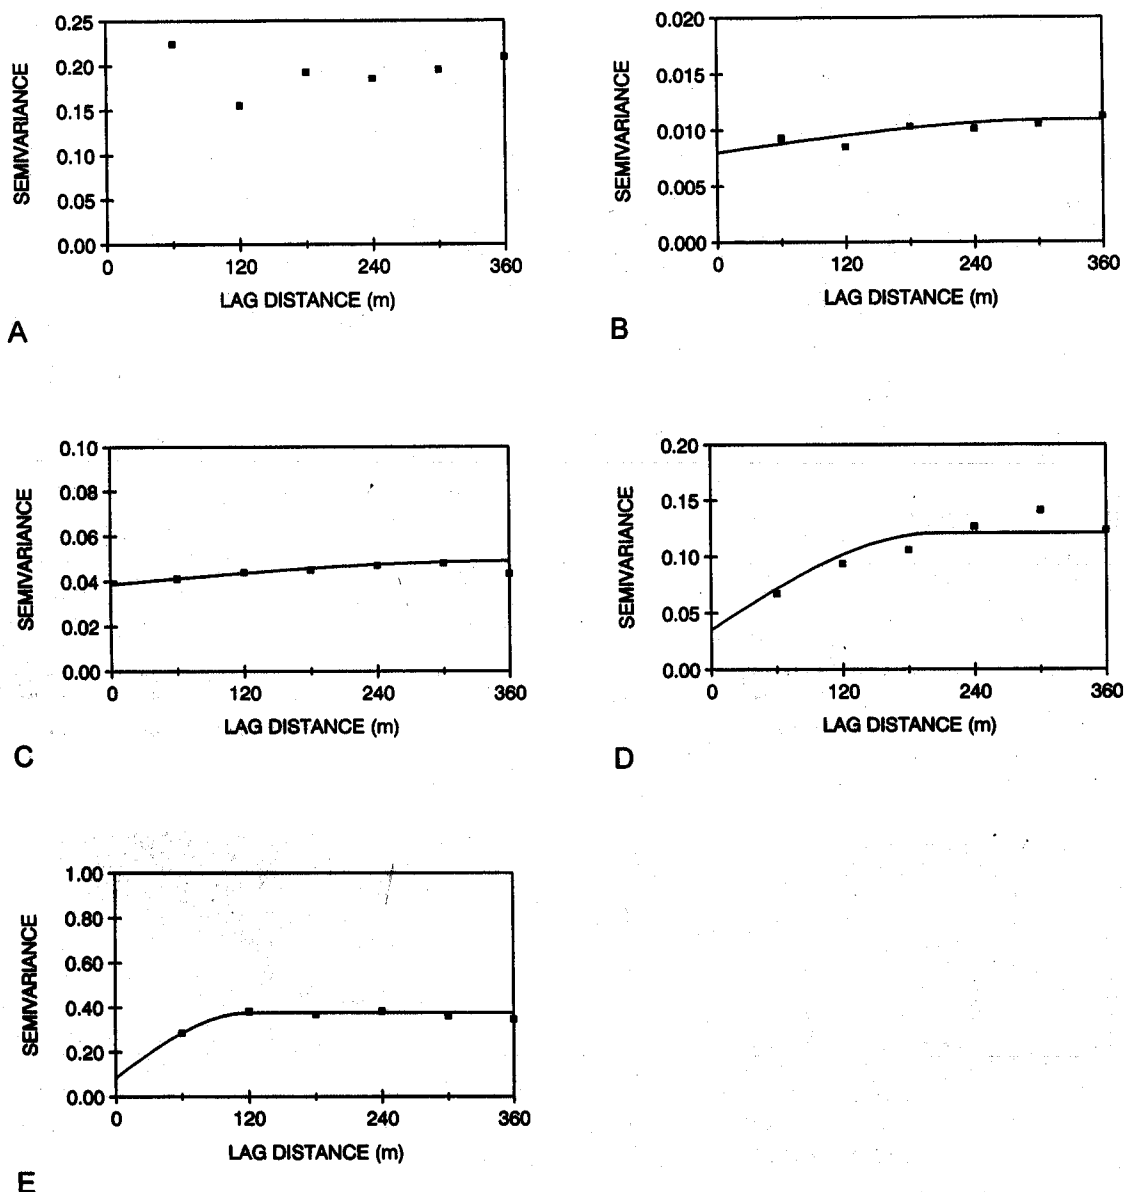 SEMIVARIANCE
0.25
0.20
0.15
0.10
0.05
0.00
0 120 240 360
LAG DISTANCE (m)
A
SEMIVARIANCE
0.020
0.015
0.010
0.005
0.000
0 120 240 360
LAG DISTANCE (m)
B
SEMIVARIANCE
0.10
0.08
0.06
0.04
0.02
0.00
0 120 240 360
LAG DISTANCE (m)
C
SEMIVARIANCE
0.20
0.15
0.10
0.05
0.00
0 120 240 360
LAG DISTANCE (m)
D
SEMIVARIANCE
1.00
0.80
0.60
0.40
0.20
0.00
0 120 240 360
LAG DISTANCE (m)
E